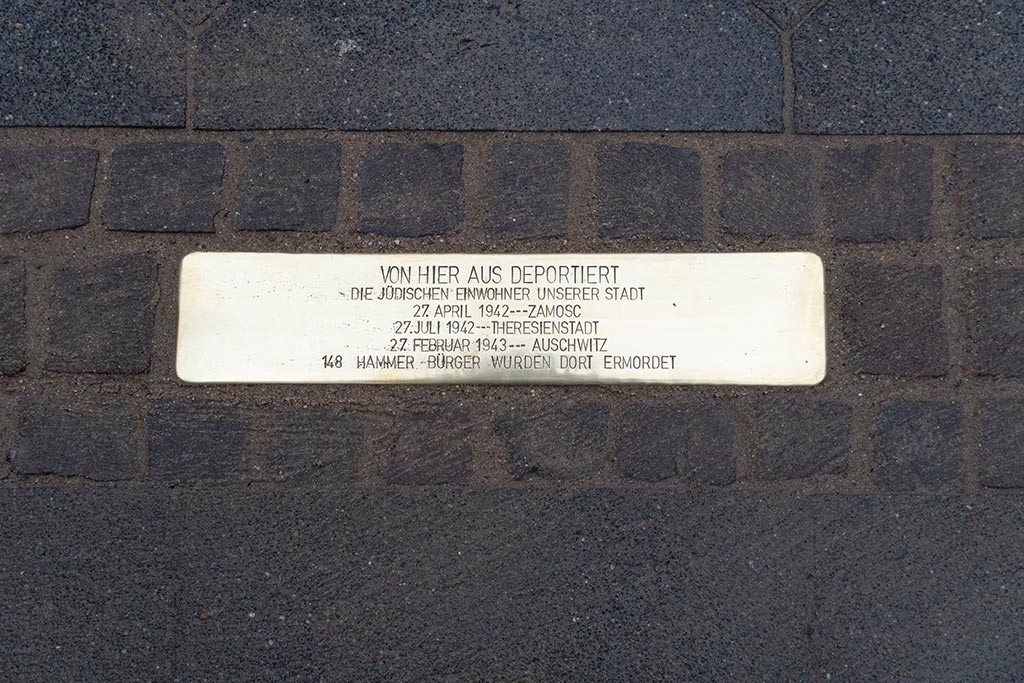 VON HIER AUS DEPORTIERT
DIE JÜDISCHEN EINWOHNER UNSERER STADT
27. APRIL 1942---ZAMOSC
27. JULI 1942---THERESIENSTADT
27. FEBRUAR 1943--- AUSCHWITZ
148 HAMMER BÜRGER WURDEN DORT ERMORDET